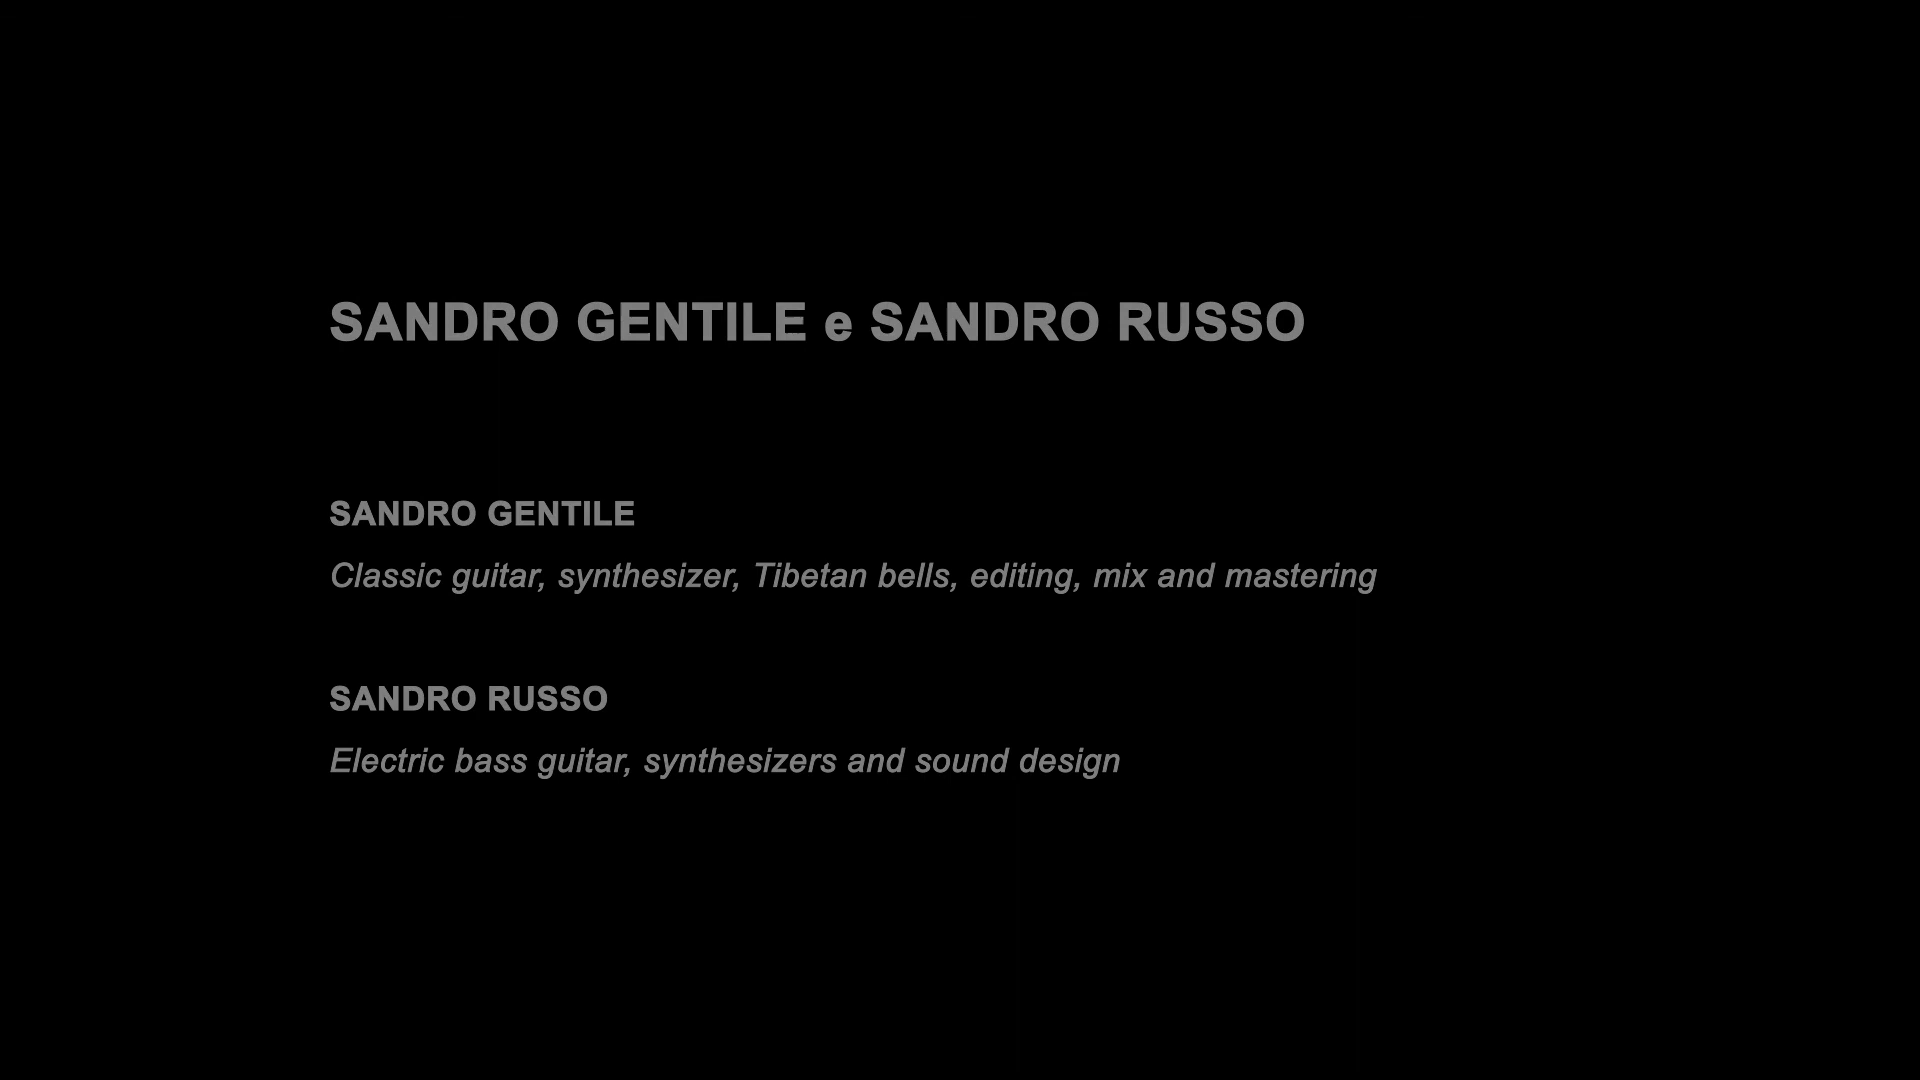 SANDRO GENTILE e SANDRO RUSSO
SANDRO GENTILE
Classic guitar, synthesizer, Tibetan bells, editing, mix and mastering
SANDRO RUSSO
Electric bass guitar, synthesizers and sound design